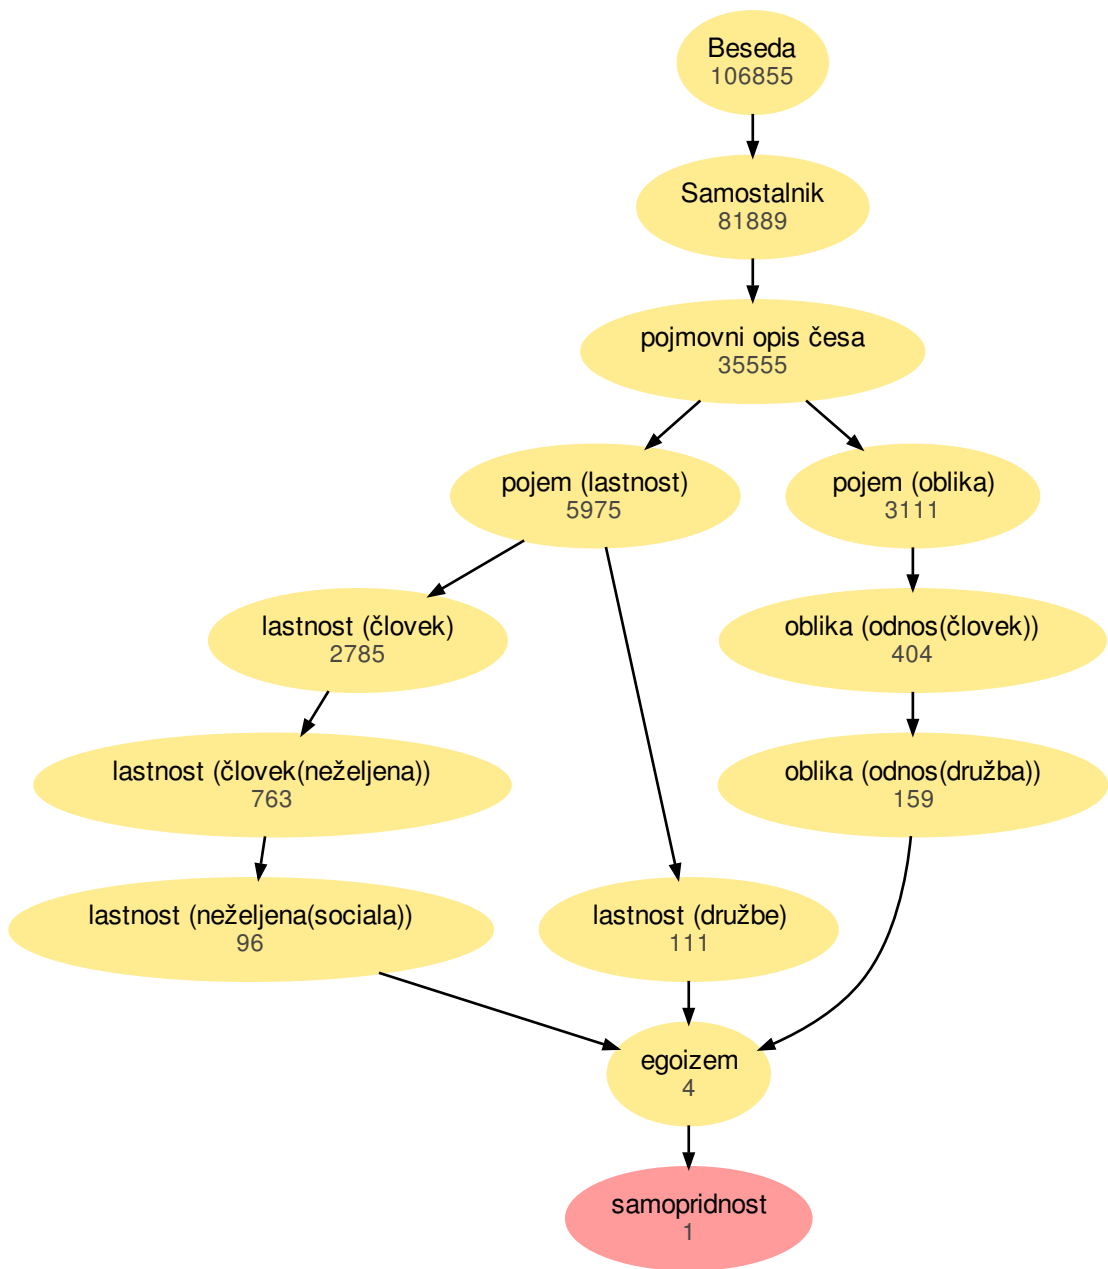 Beseda
106855
Samostalnik
81889
pojmovni opis česa
35555
pojem (lastnost)
5975
pojem (oblika)
3111
lastnost (človek)
2785
oblika (odnos(človek))
404
lastnost (človek(neželjena))
763
oblika (odnos(družba))
159
lastnost (neželjena(sociala))
96
lastnost (družbe)
111
egoizem
4
samopridnost
1